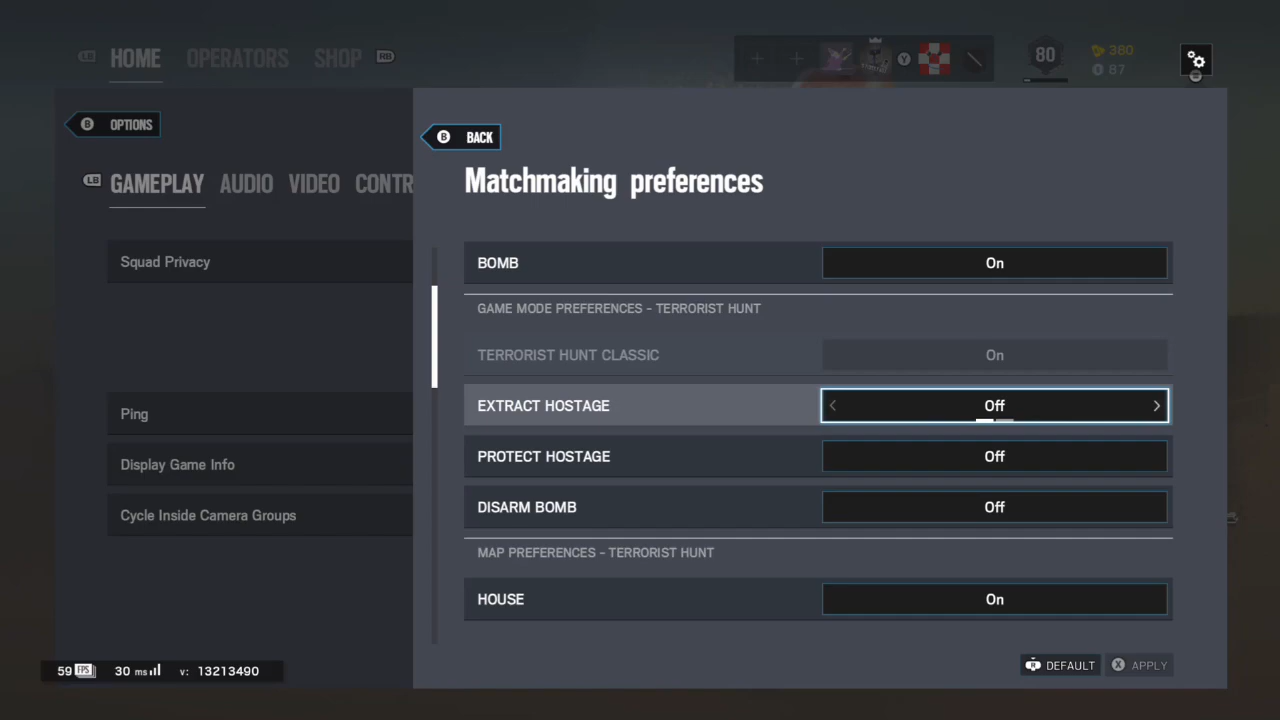 LB HOME OPERATORS SHOP RB
Y
80
380
87
B OPTIONS
B BACK
LB GAMEPLAY AUDIO VIDEO CONTR
Matchmaking preferences
Squad Privacy
Ping
Display Game Info
Cycle Inside Camera Groups
BOMB On
GAME MODE PREFERENCES - TERRORIST HUNT
TERRORIST HUNT CLASSIC On
EXTRACT HOSTAGE Off
PROTECT HOSTAGE Off
DISARM BOMB Off
MAP PREFERENCES - TERRORIST HUNT
HOUSE On
59 FPS 30 ms v: 13213490
R DEFAULT X APPLY